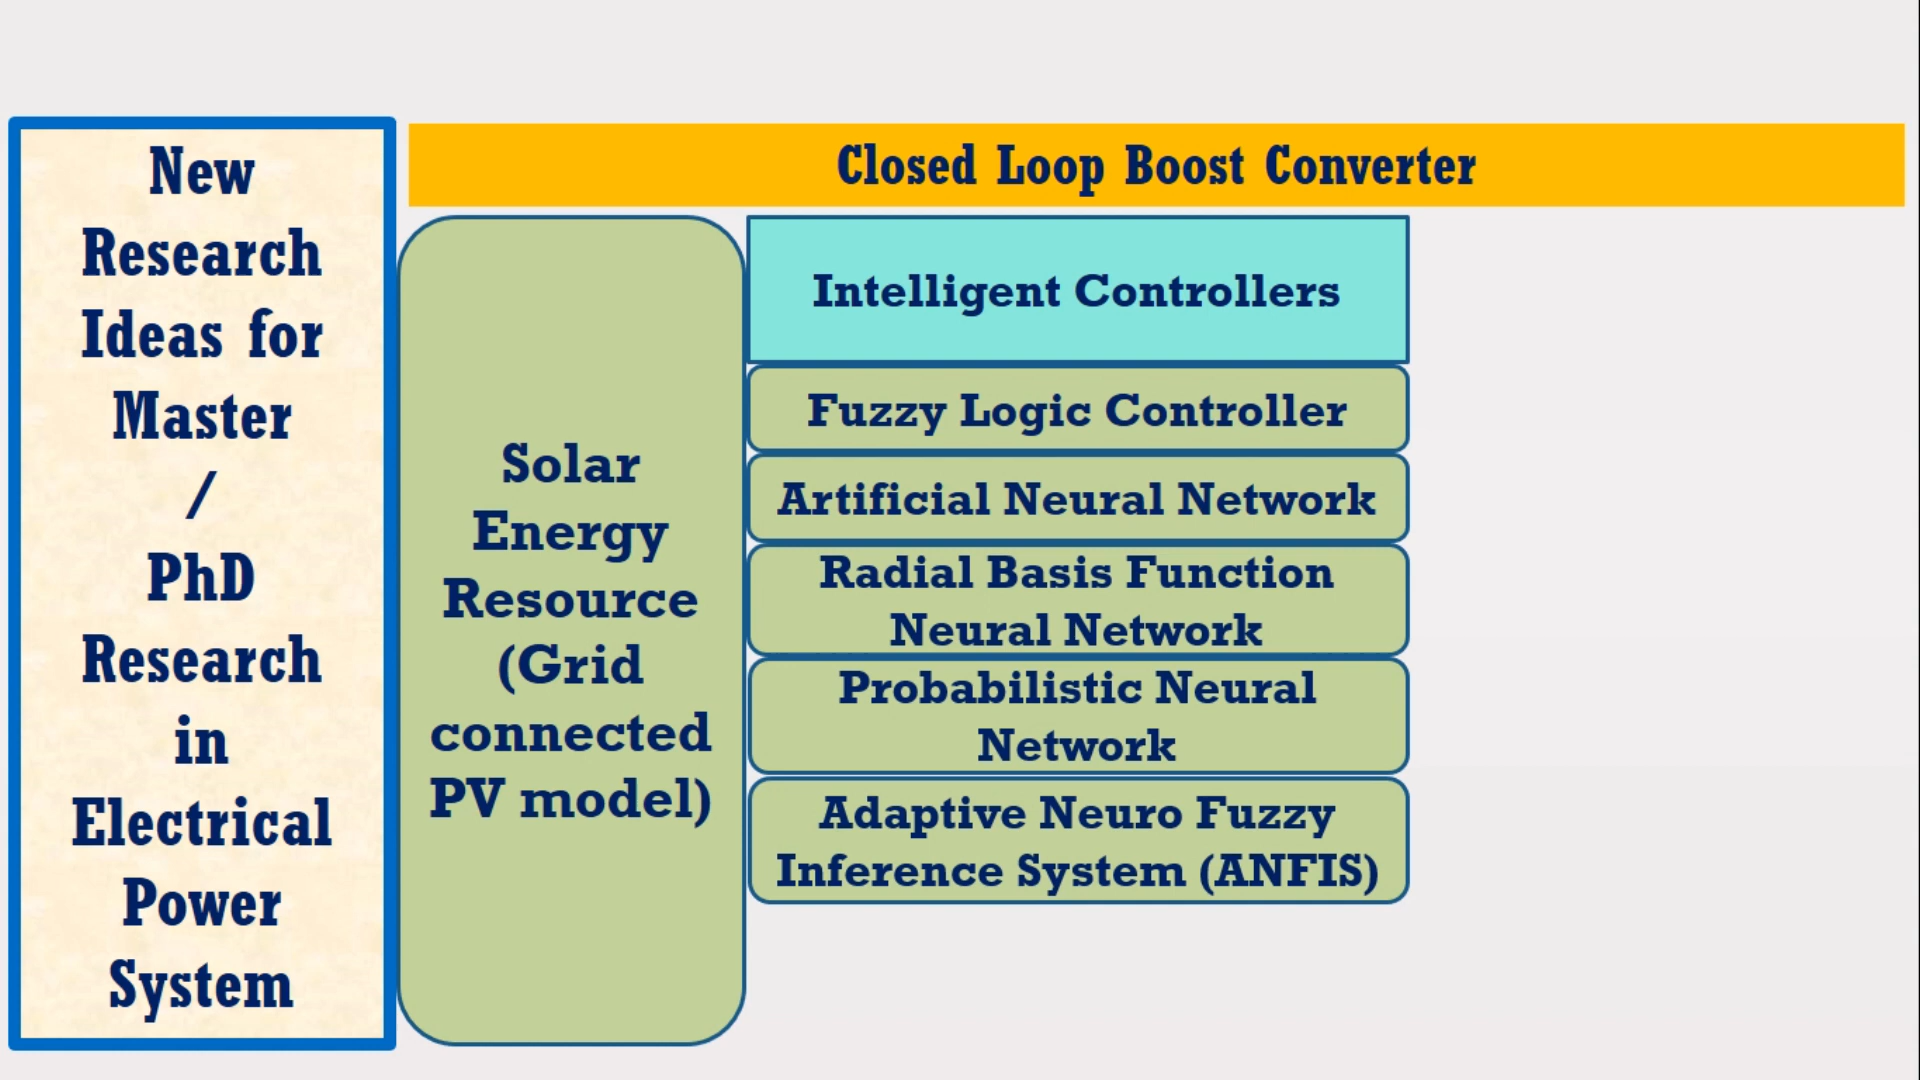 New
Research
Ideas for
Master
/
PhD
Research
in
Electrical
Power
System
Closed Loop Boost Converter
Solar
Energy
Resource
(Grid
connected
PV model)
Intelligent Controllers
Fuzzy Logic Controller
Artificial Neural Network
Radial Basis Function
Neural Network
Probabilistic Neural
Network
Adaptive Neuro Fuzzy
Inference System (ANFIS)